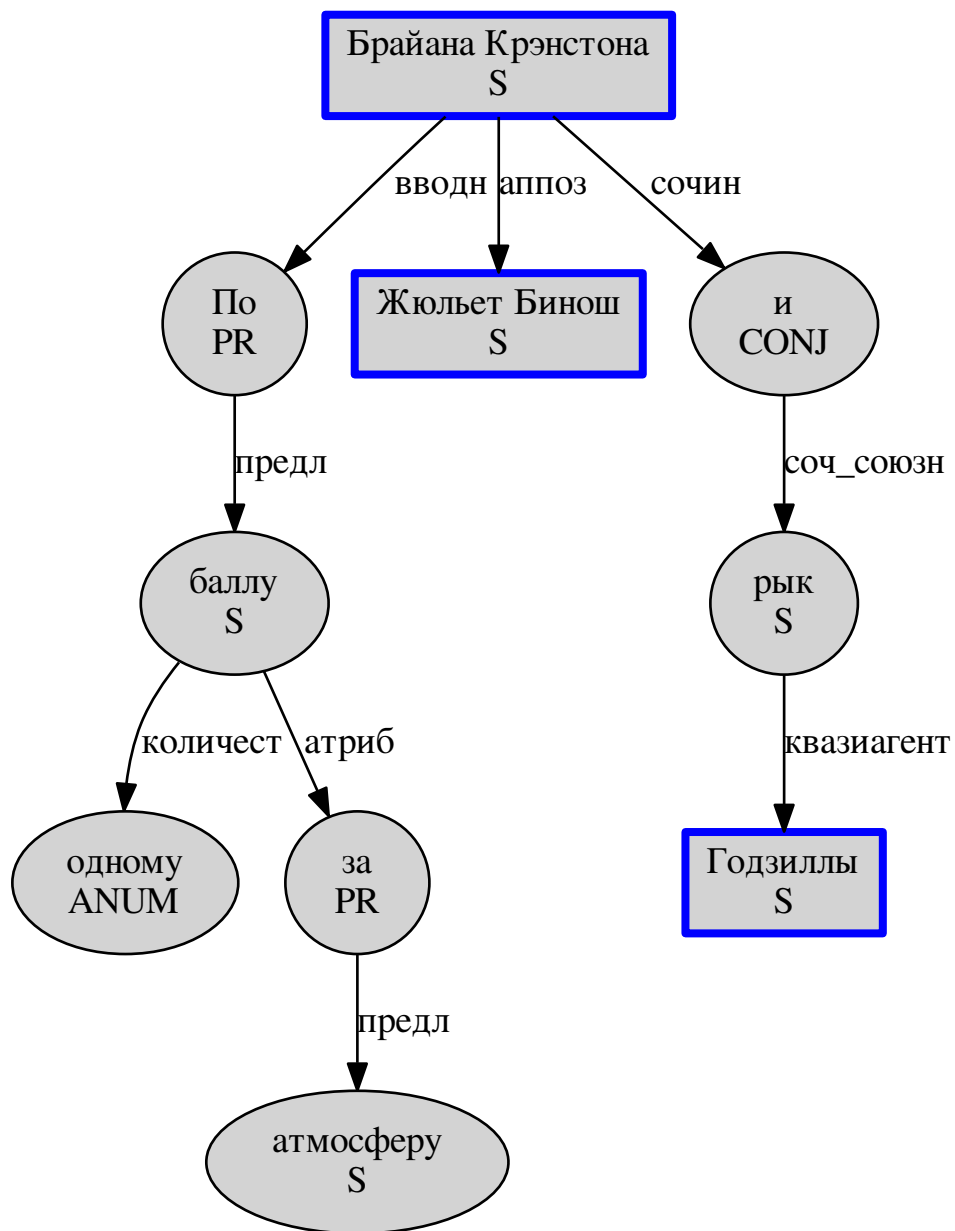 Брайана Крэнстона
S
вводн
аппоз
сочин
По
PR
Жюльет Бинош
S
и
CONJ
предл
соч_союзн
баллу
S
рык
S
количест
атриб
квазиагент
одному
ANUM
за
PR
Годзиллы
S
предл
атмосферу
S